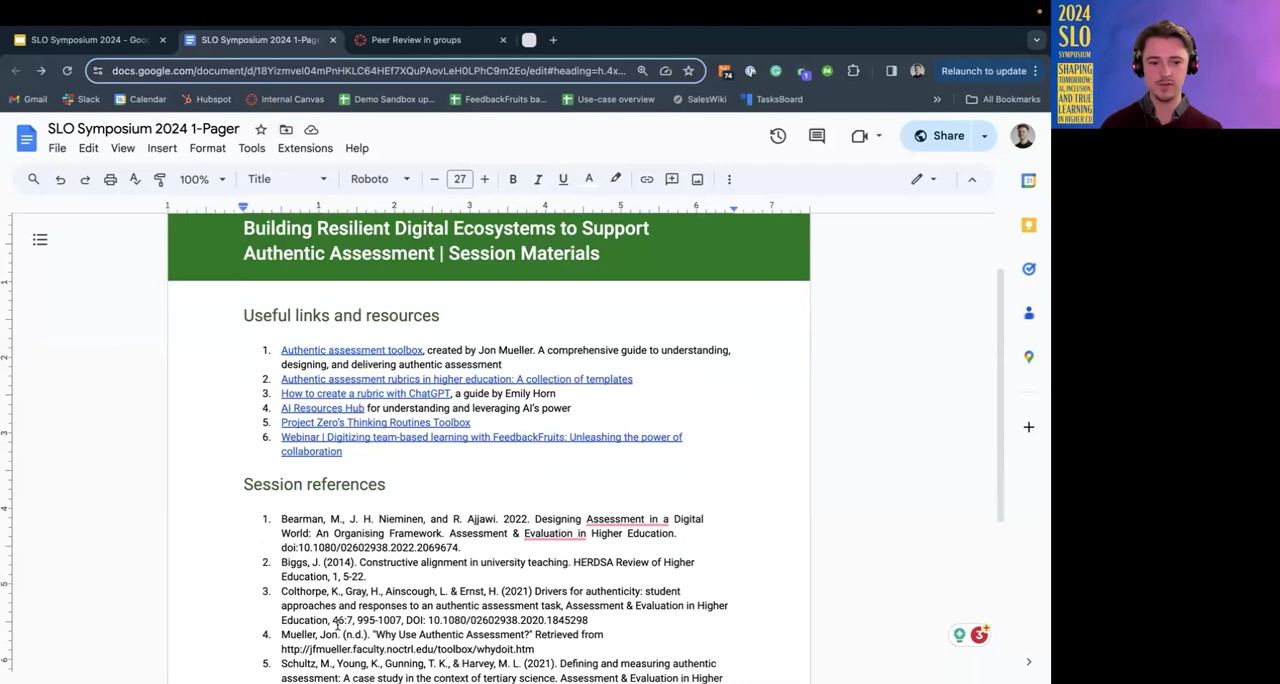 SLO Symposium 2024 - Goo
SLO Symposium 2024 1-Page
Peer Review in groups
docs.google.com/document/d/18Yizmvel04mPnHKLC64HEf7XQuPAovLeH0LPhC9m2Eo/edit#heading=h.4x...
74
1
Relaunch to update
Gmail
Slack
Calendar
Hubspot
Internal Canvas
Demo Sandbox up...
FeedbackFruits ba...
Use-case overview
SalesWiki
TasksBoard
»
All Bookmarks
SLO Symposium 2024 1-Pager
File Edit View Insert Format Tools Extensions Help
Share
100%
Title
Roboto
27
B I U A
1 1 2 3 4 5 6 7
Building Resilient Digital Ecosystems to Support
Authentic Assessment | Session Materials
Useful links and resources
1. Authentic assessment toolbox, created by Jon Mueller. A comprehensive guide to understanding,
designing, and delivering authentic assessment
2. Authentic assessment rubrics in higher education: A collection of templates
3. How to create a rubric with ChatGPT, a guide by Emily Horn
4. AI Resources Hub for understanding and leveraging AI's power
5. Project Zero's Thinking Routines Toolbox
6. Webinar | Digitizing team-based learning with FeedbackFruits: Unleashing the power of
collaboration
Session references
1. Bearman, M., J. H. Nieminen, and R. Ajjawi. 2022. Designing Assessment in a Digital
World: An Organising Framework. Assessment & Evaluation in Higher Education.
doi:10.1080/02602938.2022.2069674.
2. Biggs, J. (2014). Constructive alignment in university teaching. HERDSA Review of Higher
Education, 1, 5-22.
3. Colthorpe, K., Gray, H., Ainscough, L. & Ernst, H. (2021) Drivers for authenticity: student
approaches and responses to an authentic assessment task, Assessment & Evaluation in Higher
Education, 46:7, 995-1007, DOI: 10.1080/02602938.2020.1845298
4. Mueller, Jon. (n.d.). "Why Use Authentic Assessment?" Retrieved from
http://jfmueller.faculty.noctrl.edu/toolbox/whydoit.htm
5. Schultz, M., Young, K., Gunning, T. K., & Harvey, M. L. (2021). Defining and measuring authentic
assessment: A case study in the context of tertiary science. Assessment & Evaluation in Higher
3
2024
SLO
SYMPOSIUM
SHAPING
TOMORROW:
AI, INCLUSION,
AND TRUE
LEARNING
IN HIGHER ED